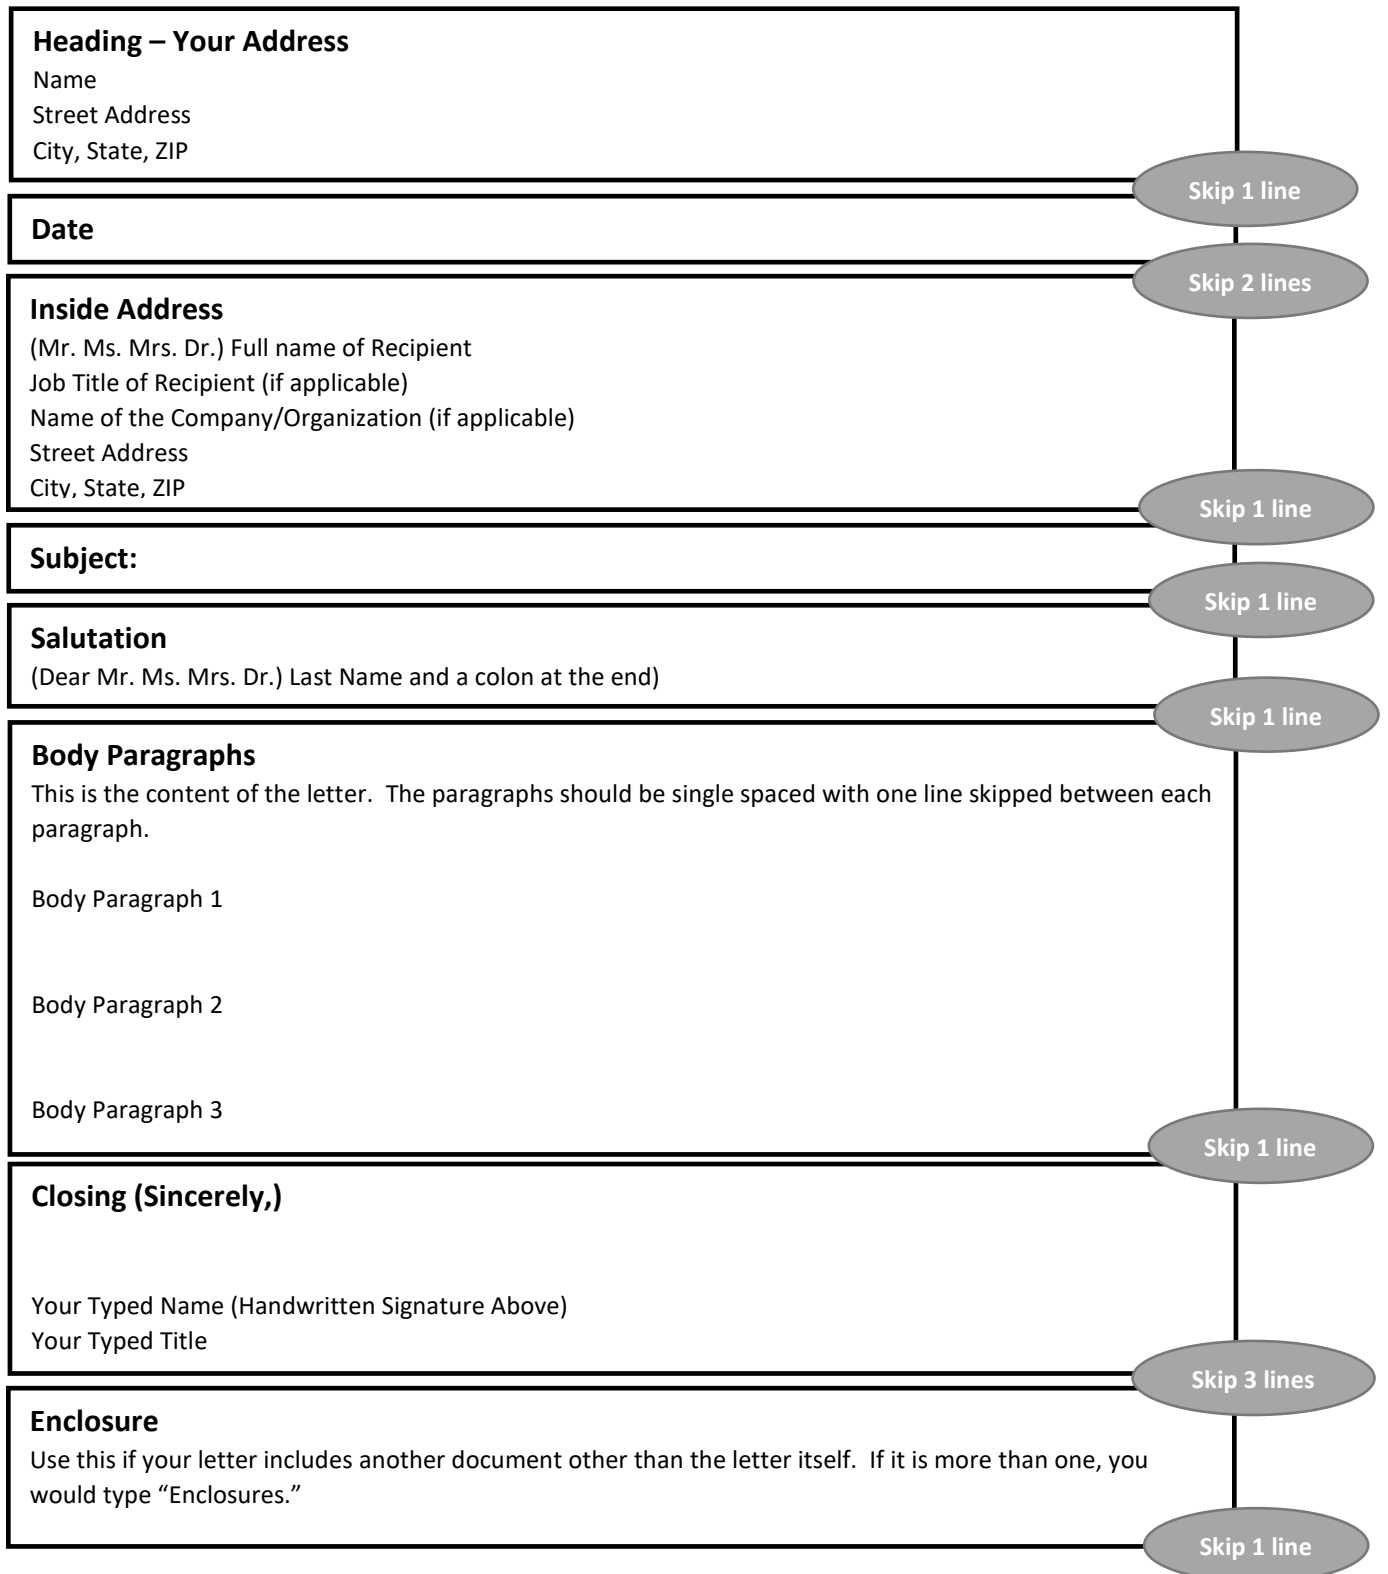 Heading – Your Address
Name
Street Address
City, State, ZIP
Skip 1 line
Date
Skip 2 lines
Inside Address
(Mr. Ms. Mrs. Dr.) Full name of Recipient
Job Title of Recipient (if applicable)
Name of the Company/Organization (if applicable)
Street Address
City, State, ZIP
Skip 1 line
Subject:
Skip 1 line
Salutation
(Dear Mr. Ms. Mrs. Dr.) Last Name and a colon at the end)
Skip 1 line
Body Paragraphs
This is the content of the letter.  The paragraphs should be single spaced with one line skipped between each
paragraph.
Body Paragraph 1
Body Paragraph 2
Body Paragraph 3
Skip 1 line
Closing (Sincerely,)
Your Typed Name (Handwritten Signature Above)
Your Typed Title
Skip 3 lines
Enclosure
Use this if your letter includes another document other than the letter itself.  If it is more than one, you
would type “Enclosures.”
Skip 1 line